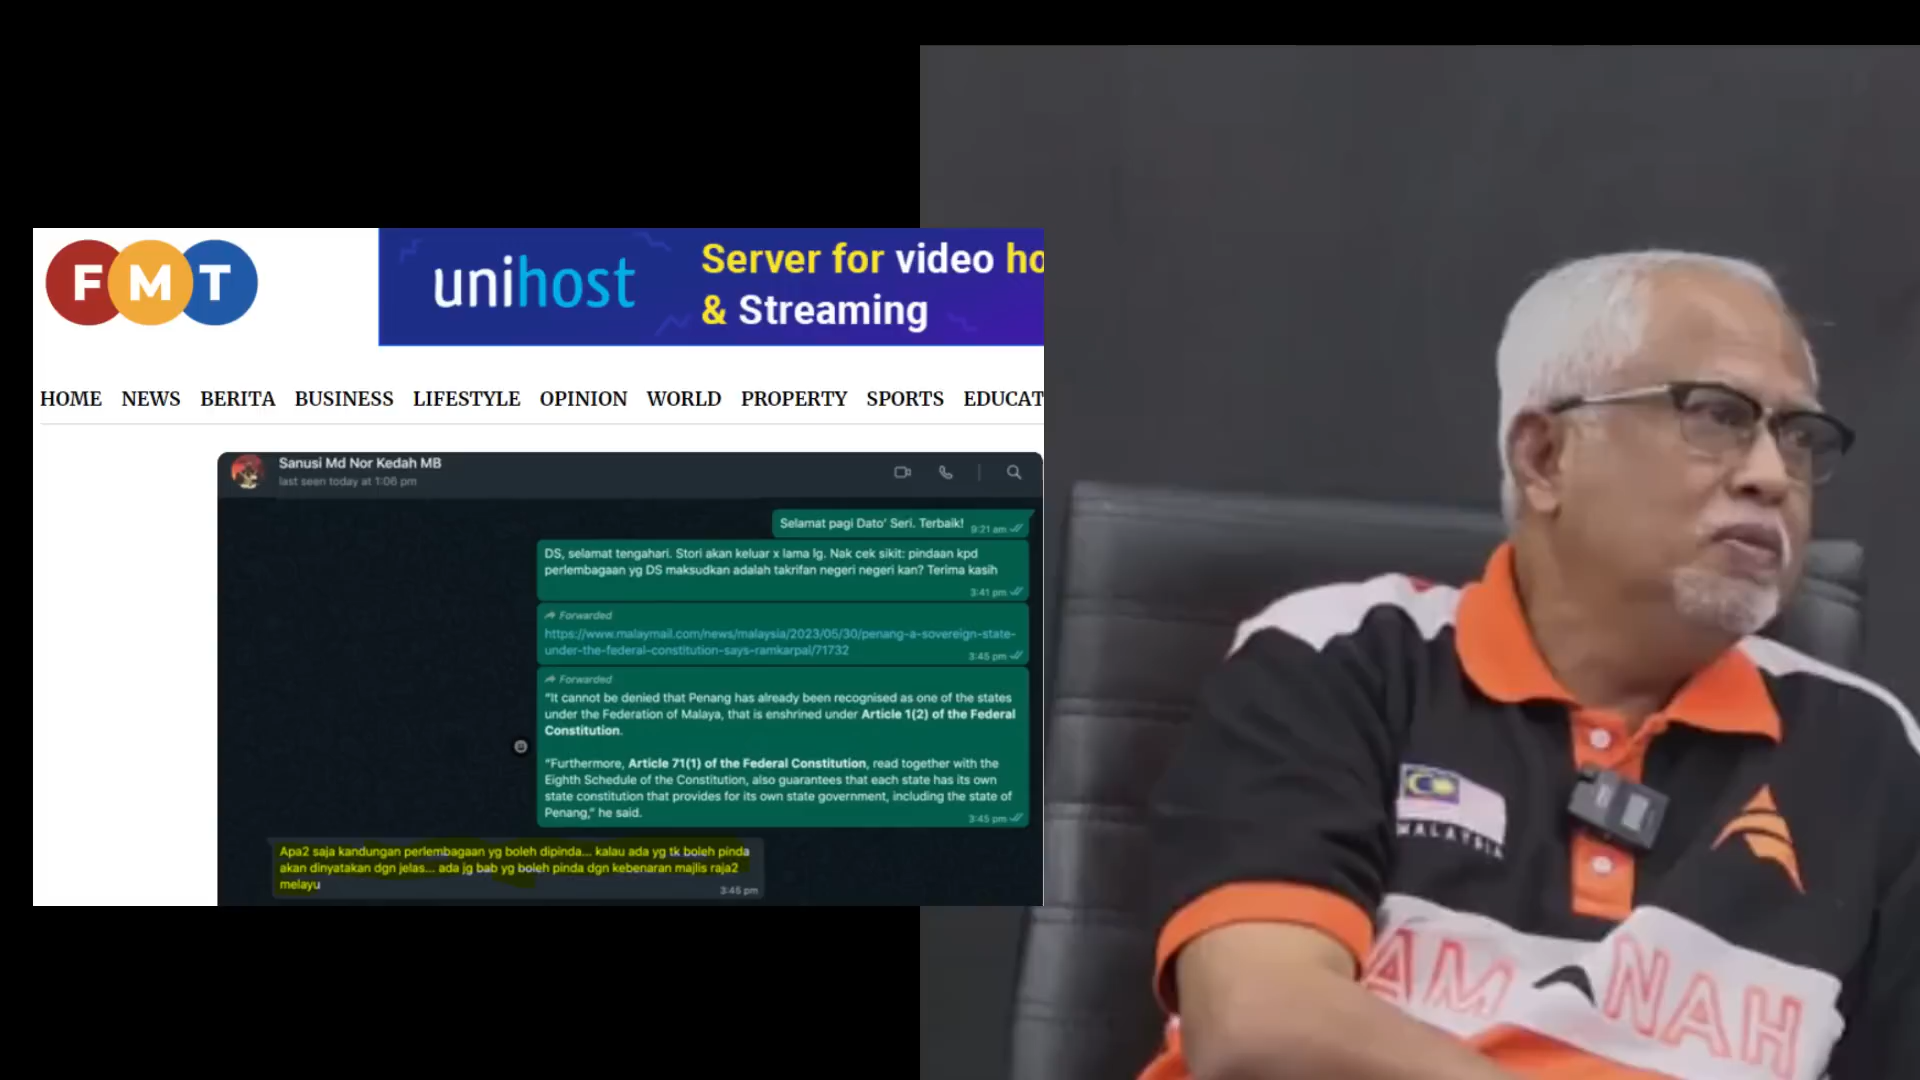 FMT
unihost
Server for video ho
& Streaming
HOME NEWS BERITA BUSINESS LIFESTYLE OPINION WORLD PROPERTY SPORTS EDUCAT
Sanusi Md Nor Kedah MB
last seen today at 1:06 pm
Selamat pagi Dato' Seri. Terbaik!
9:21 am
DS, selamat tengahari. Stori akan keluar x lama lg. Nak cek sikit: pindaan kpd
perlembagaan yg DS maksudkan adalah takrifan negeri negeri kan? Terima kasih
3:41 pm
Forwarded
https://www.malaymail.com/news/malaysia/2023/05/30/penang-a-sovereign-state-
under-the-federal-constitution-says-ramkarpal/71732
3:45 pm
Forwarded
"It cannot be denied that Penang has already been recognised as one of the states
under the Federation of Malaya, that is enshrined under Article 1(2) of the Federal
Constitution.
"Furthermore, Article 71(1) of the Federal Constitution, read together with the
Eighth Schedule of the Constitution, also guarantees that each state has its own
state constitution that provides for its own state government, including the state of
Penang," he said.
3:45 pm
Apa2 saja kandungan perlembagaan yg boleh dipinda... kalau ada yg tk boleh pinda
akan dinyatakan dgn jelas... ada jg bab yg boleh pinda dgn kebenaran majlis raja2
melayu
3:46 pm
MALAYSIA
AMANAH